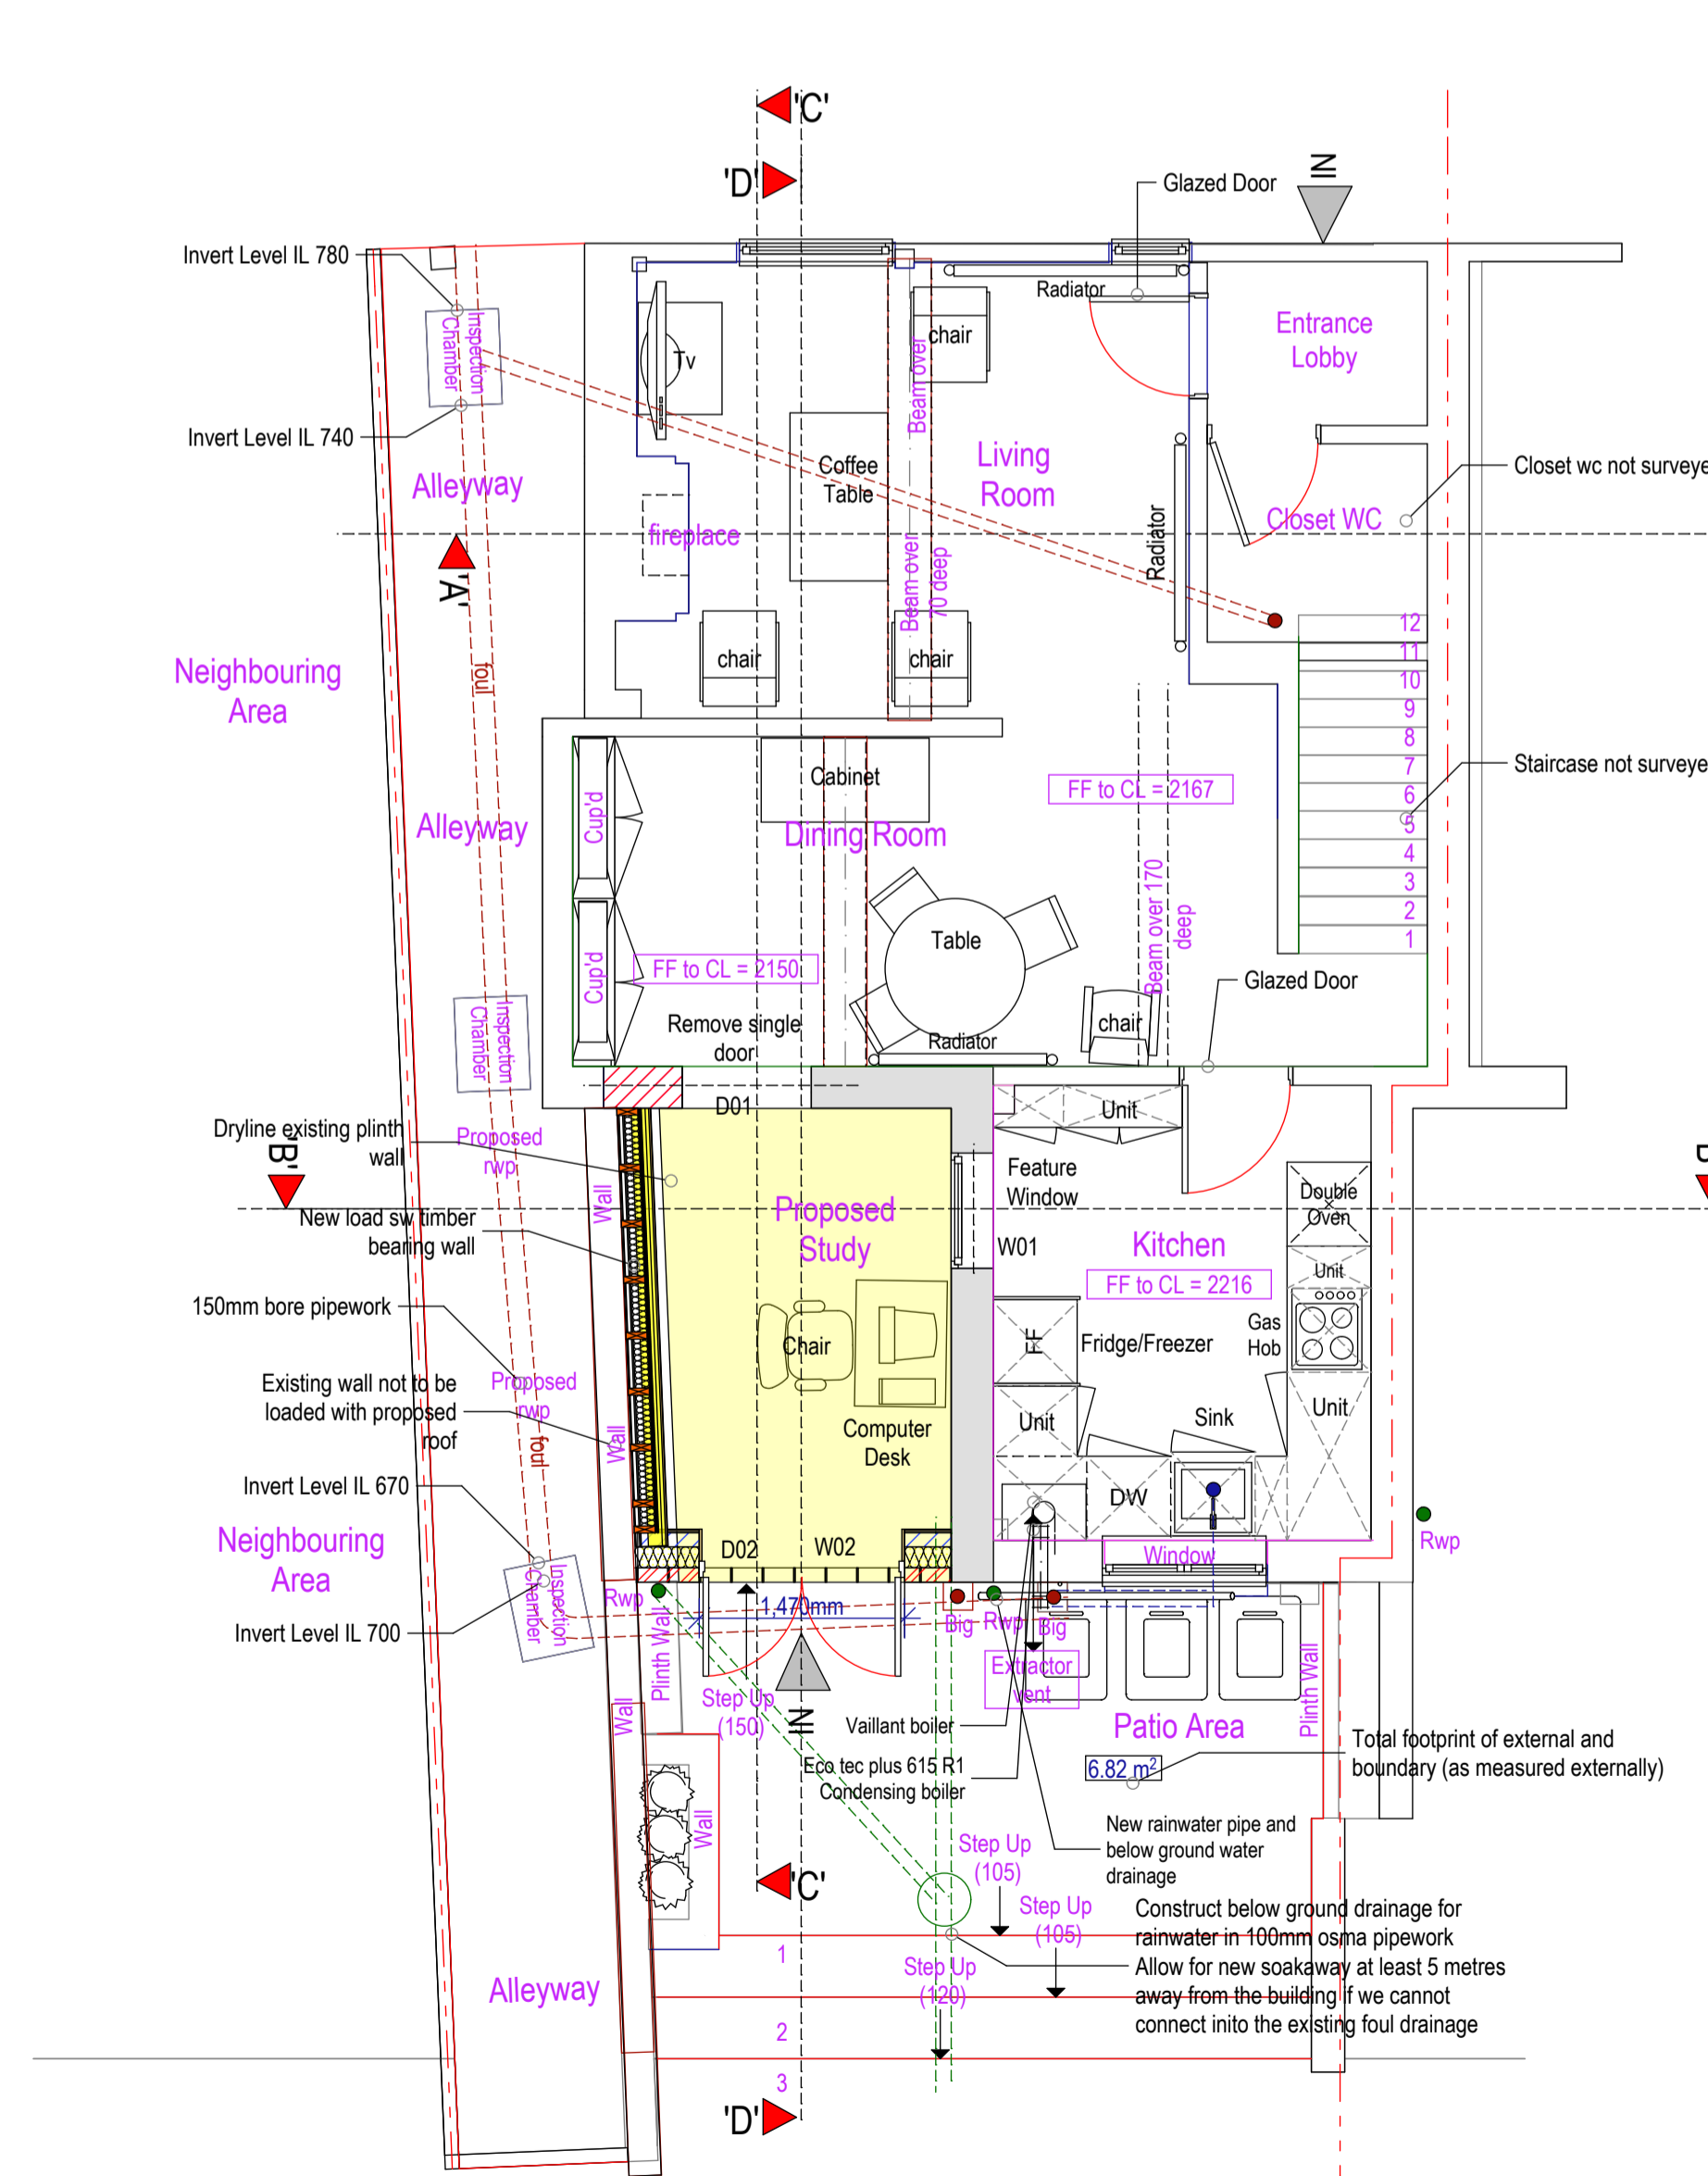 'C'
'D'
IN
Glazed Door
Invert Level IL 780
Radiator
Entrance
Lobby
Inspection
Chamber
chair
Tv
Beam over
Invert Level IL 740
Living
Room
Coffee
Table
Closet wc not surveye
Alleyway
Closet WC
fireplace
Radiator
Beam over
70 deep
'A'
12
11
10
9
8
7
6
5
4
3
2
1
chair
chair
foul
Neighbouring
Area
Staircase not surveye
Cabinet
FF to CL = 2167
Cup'd
Alleyway
Dining Room
Beam over 170
deep
Table
Cup'd
FF to CL = 2150
Glazed Door
Remove single
door
chair
Radiator
Inspection
Chamber
D01
Unit
Dryline existing plinth
wall
Proposed
rwp
'B'
Feature
Window
Double
Oven
Wall
New load sw timber
bearing wall
Proposed
Study
W01
Kitchen
Unit
FF to CL = 2216
150mm bore pipework
Gas
Hob
FF
Fridge/Freezer
Chair
Existing wall not to be
loaded with proposed
roof
Proposed
rwp
Wall
foul
Computer
Desk
Unit
Sink
Unit
Invert Level IL 670
DW
Neighbouring
Area
D02
W02
Window
Rwp
Inspection
Chamber
Rwp
1,470mm
Big
Rwp
Big
Invert Level IL 700
Plinth Wall
Extractor
vent
Plinth Wall
Step Up
(150)
IN
Wall
Vaillant boiler
Patio Area
Total footprint of external and
boundary (as measured externally)
6.82 m²
Eco tec plus 615 R1
Condensing boiler
Wall
New rainwater pipe and
below ground water
drainage
Step Up
(105)
'C'
Step Up
(105)
Construct below ground drainage for
rainwater in 100mm osma pipework
Allow for new soakaway at least 5 metres
away from the building if we cannot
connect inito the existing foul drainage
1
Step Up
(120)
Alleyway
2
3
'D'